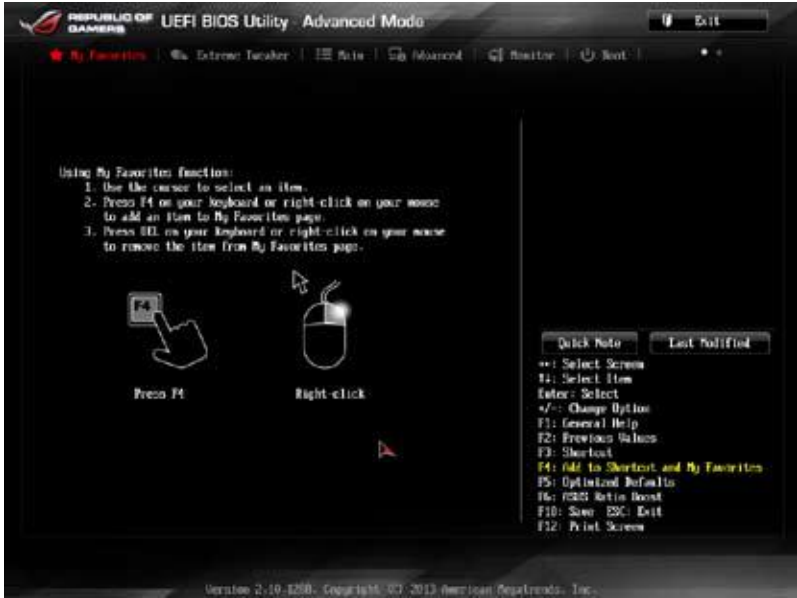 REPUBLIC OF GAMERS UEFI BIOS Utility - Advanced Mode
Exit
My Favorites Extreme Tweaker Main Advanced Monitor Boot
Using My Favorites function:
1. Use the cursor to select an item.
2. Press F4 on your keyboard or right-click on your mouse
to add an item to My Favorites page.
3. Press DEL on your keyboard or right-click on your mouse
to remove the item from My Favorites page.
F4
Press F4 Right-click
Quick Note Last Modified
: Select Screen
↑↓: Select Item
Enter: Select
+/-: Change Option
F1: General Help
F2: Previous Values
F3: Shortcut
F4: Add to Shortcut and My Favorites
F5: Optimized Defaults
F6: ASUS Ratio Boost
F10: Save ESC: Exit
F12: Print Screen
Version 2.10.1208. Copyright (C) 2013 American Megatrends, Inc.